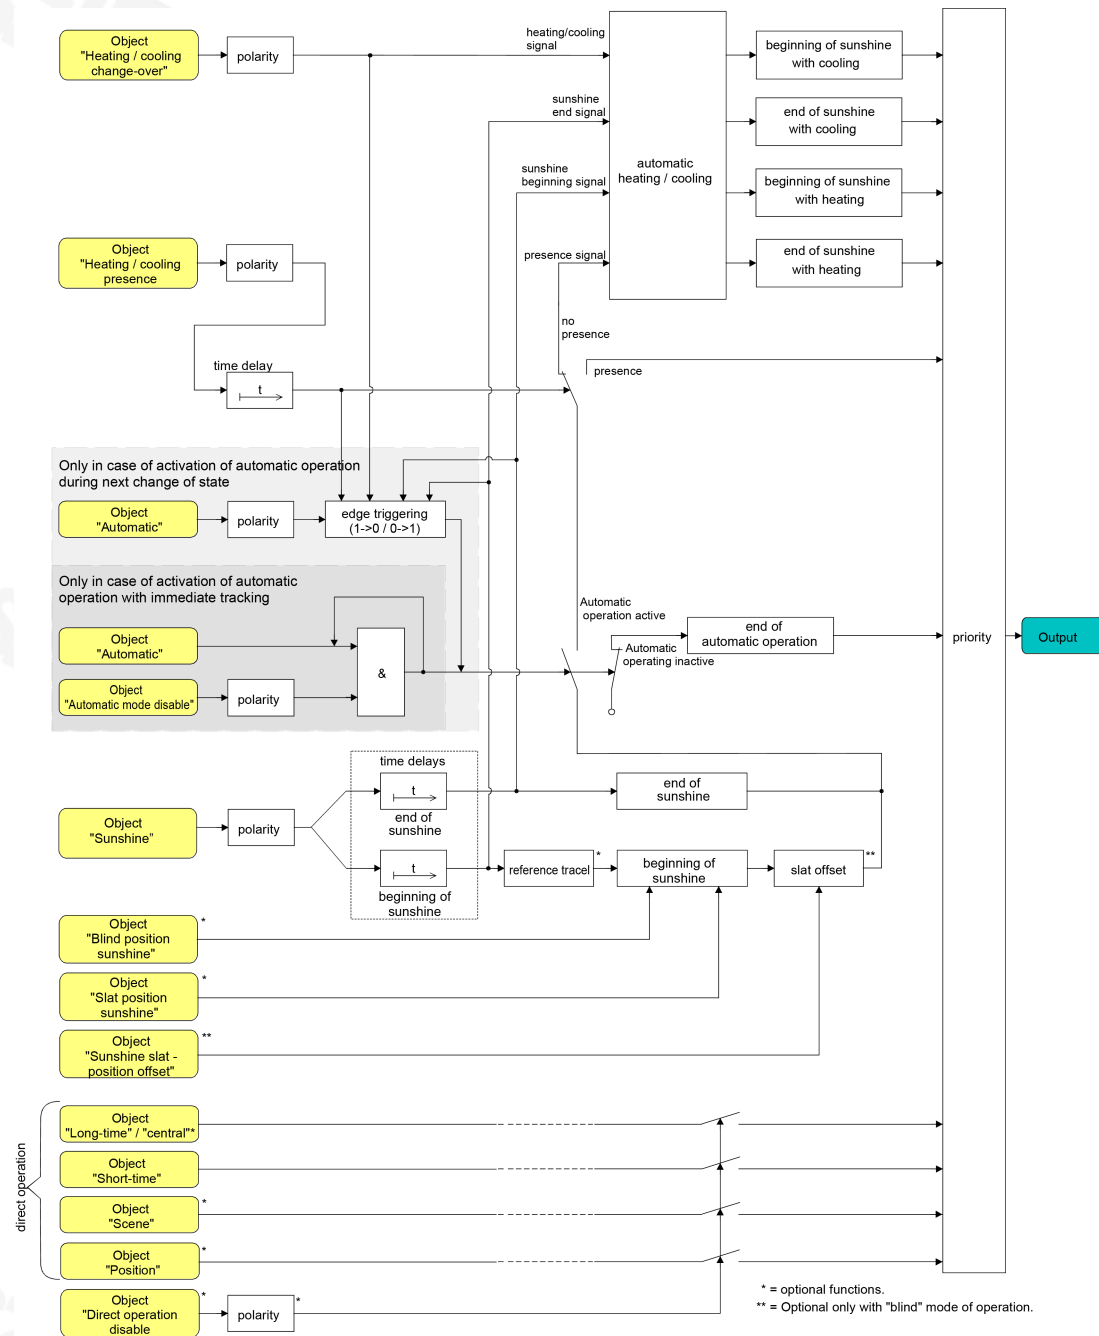 Object
"Heating / cooling
change-over"
polarity
heating/cooling
signal
beginning of sunshine
with cooling
sunshine
end signal
end of sunshine
with cooling
automatic
heating / cooling
sunshine
beginning signal
beginning of sunshine
with heating
Object
"Heating / cooling
presence
polarity
presence signal
end of sunshine
with heating
no
presence
presence
time delay
t
Only in case of activation of automatic operation
during next change of state
Object
"Automatic"
polarity
edge triggering
(1->0 / 0->1)
Only in case of activation of automatic
operation with immediate tracking
Object
"Automatic"
&
Object
"Automatic mode disable"
polarity
Automatic
operation active
Automatic
operating inactive
end of
automatic operation
priority
Output
time delays
t
end of
sunshine
end of
sunshine
Object
"Sunshine"
polarity
t
beginning of
sunshine
reference tracel
*
beginning of
sunshine
slat offset
**
Object
"Blind position
sunshine"
*
Object
"Slat position
sunshine"
*
Object
"Sunshine slat -
position offset"
**
direct operation
Object
"Long-time" / "central"*
Object
"Short-time"
Object
"Scene"
*
Object
"Position"
*
Object
"Direct operation
disable
*
polarity
*
* = optional functions.
** = Optional only with "blind" mode of operation.